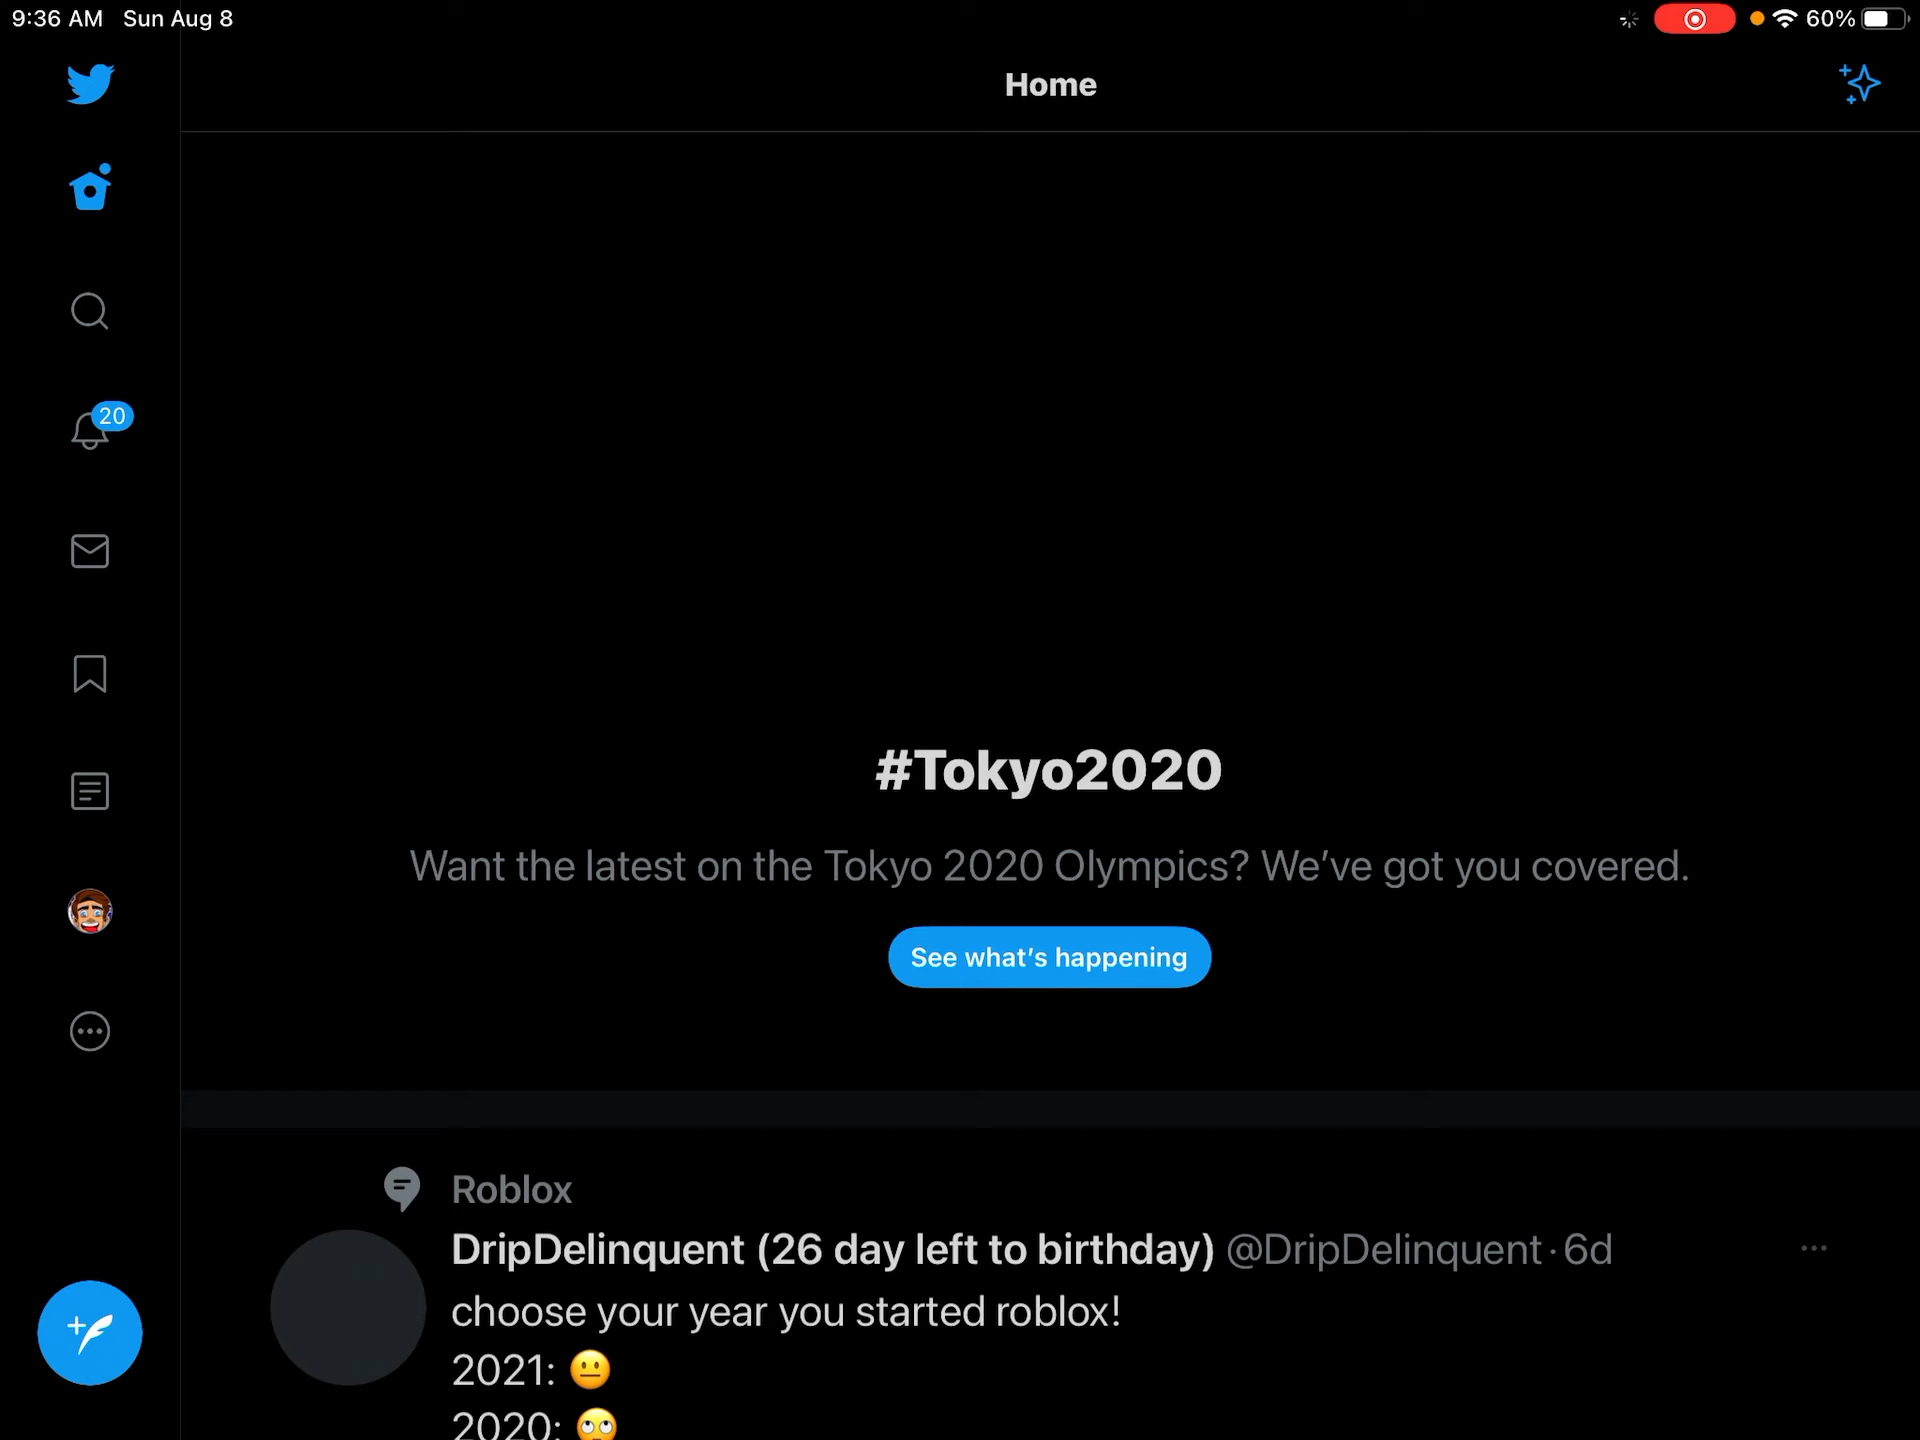 9:36 AM Sun Aug 8
60%
Home
20
#Tokyo2020
Want the latest on the Tokyo 2020 Olympics? We’ve got you covered.
See what’s happening
Roblox
DripDelinquent (26 day left to birthday) @DripDelinquent · 6d
choose your year you started roblox!
2021: 😐
2020: 🙄